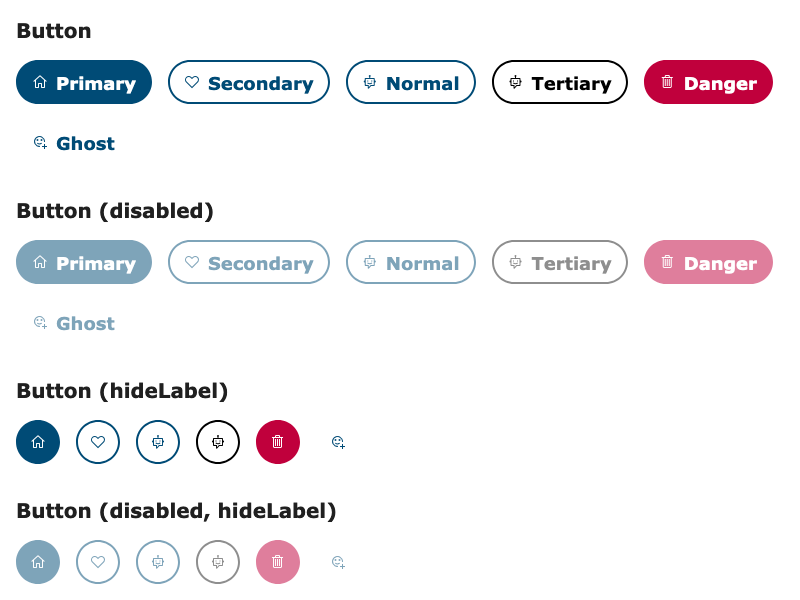 Button
Primary Secondary Normal Tertiary Danger
Ghost
Button (disabled)
Primary Secondary Normal Tertiary Danger
Ghost
Button (hideLabel)
Button (disabled, hideLabel)